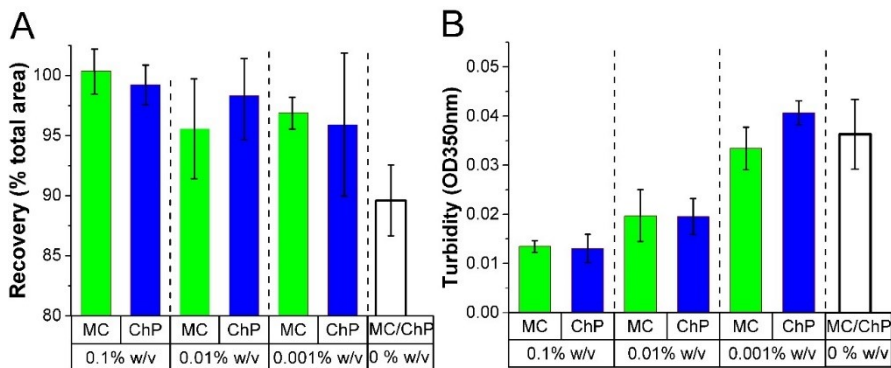 A
Recovery (% total area)
100
95
90
85
80
MC ChP MC ChP MC ChP MC/ChP
0.1% w/v 0.01% w/v 0.001% w/v 0 % w/v
B
Turbidity (OD350nm)
0.05
0.04
0.03
0.02
0.01
0.00
MC ChP MC ChP MC ChP MC/ChP
0.1% w/v 0.01% w/v 0.001% w/v 0 % w/v